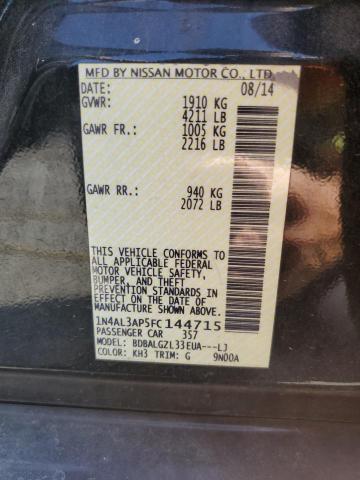 MFD BY NISSAN MOTOR CO., LTD.
DATE: 08/14
GVWR: 1910 KG
4211 LB
GAWR FR: 1005 KG
2216 LB
GAWR RR: 940 KG
2072 LB
THIS VEHICLE CONFORMS TO
ALL APPLICABLE FEDERAL
MOTOR VEHICLE SAFETY,
BUMPER, AND THEFT
PREVENTION STANDARDS IN
EFFECT ON THE DATE OF
MANUFACTURE SHOWN ABOVE.
1N4AL3AP5FC144715
PASSENGER CAR 357
MODEL: BDBALGZL33EUA---LJ
COLOR: KH3 TRIM: G 9N00A